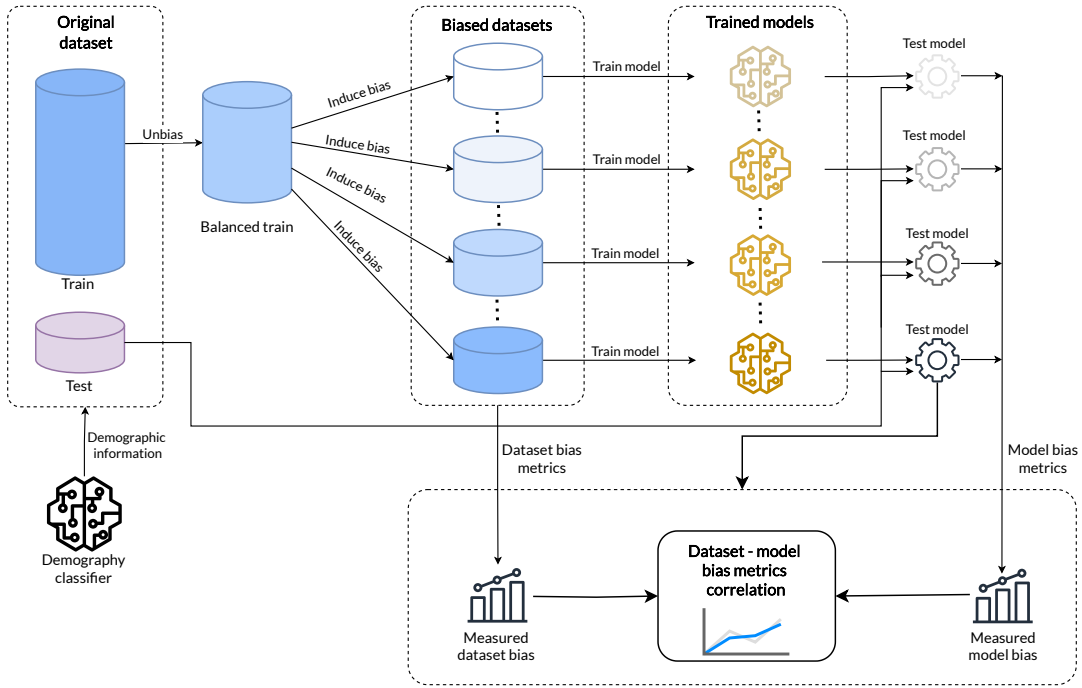 Original
dataset
Biased datasets
Trained models
Test model
Train model
Induce bias
Unbias
Test model
Induce bias
Train model
Induce bias
Balanced train
Test model
Induce bias
Train model
Train
Test model
Train model
Test
Demographic
information
Dataset bias
metrics
Model bias
metrics
Demography
classifier
Dataset - model
bias metrics
correlation
Measured
dataset bias
Measured
model bias